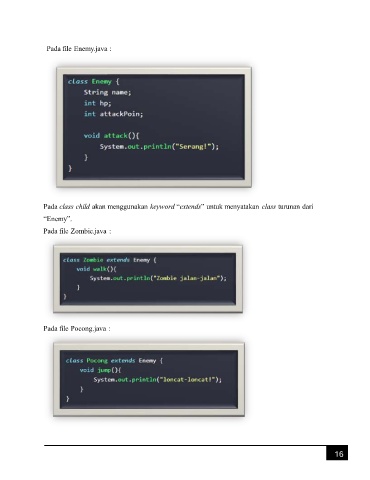 Pada file Enemy.java :
class Enemy {
String name;
int hp;
int attackPoin;
void attack(){
System.out.println("Serang!");
}
}
Pada class child akan menggunakan keyword "extends" untuk menyatakan class turunan dari
"Enemy".
Pada file Zombie.java :
class Zombie extends Enemy {
void walk(){
System.out.println("Zombie jalan-jalan");
}
}
Pada file Pocong.java :
class Pocong extends Enemy {
void jump(){
System.out.println("loncat-loncat!");
}
}
16